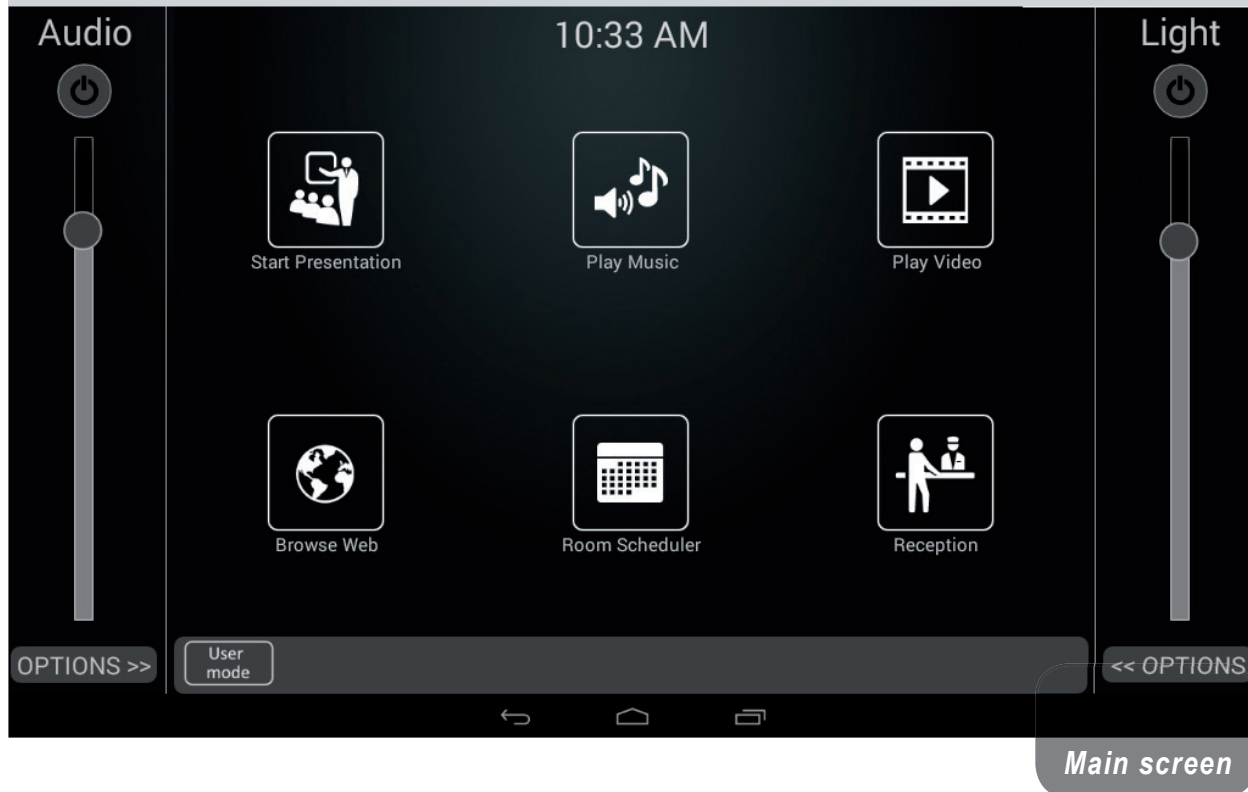 Audio
10:33 AM
Light
Start Presentation
Play Music
Play Video
Browse Web
Room Scheduler
Reception
OPTIONS >>
User
mode
<< OPTIONS
Main screen